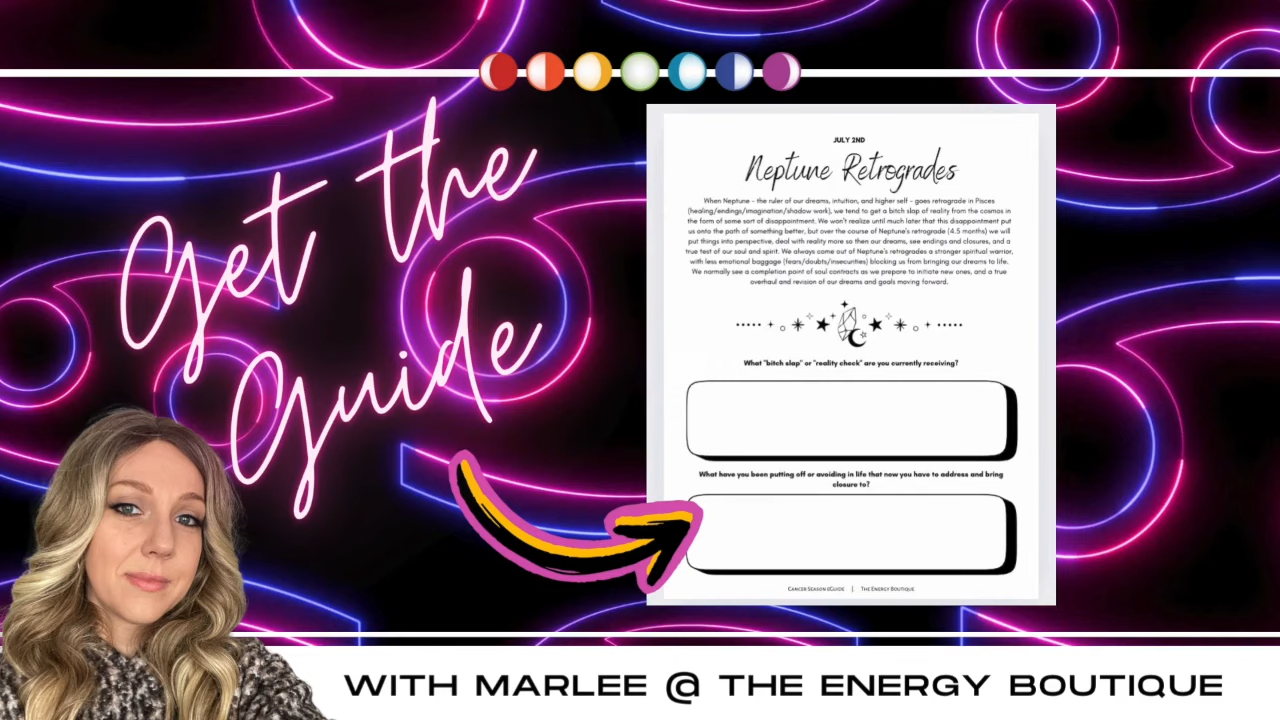 Get the
Guide
JULY 2ND
Neptune Retrogrades
When Neptune - the ruler of our dreams, intuition, and higher self - goes retrograde in Pisces
(healing/endings/imagination/shadow work), we tend to get a bitch slap of reality from the cosmos in
the form of some sort of disappointment. We won't realize until much later that this disappointment put
us onto the path of something better, but over the course of Neptune's retrograde (4.5 months) we will
put things into perspective, deal with reality more so then our dreams, see endings and closures, and a
true test of our soul and spirit. We always come out of Neptune's retrogrades a stronger spiritual warrior,
with less emotional baggage (fears/doubts/insecurities) blocking us from bringing our dreams to life.
We normally see a completion point of soul contracts as we prepare to initiate new ones, and a true
overhaul and revision of our dreams and goals moving forward.
What "bitch slap" or "reality check" are you currently receiving?
What have you been putting off or avoiding in life that now you have to address and bring
closure to?
CANCER SEASON EGUIDE | THE ENERGY BOUTIQUE
WITH MARLEE @ THE ENERGY BOUTIQUE